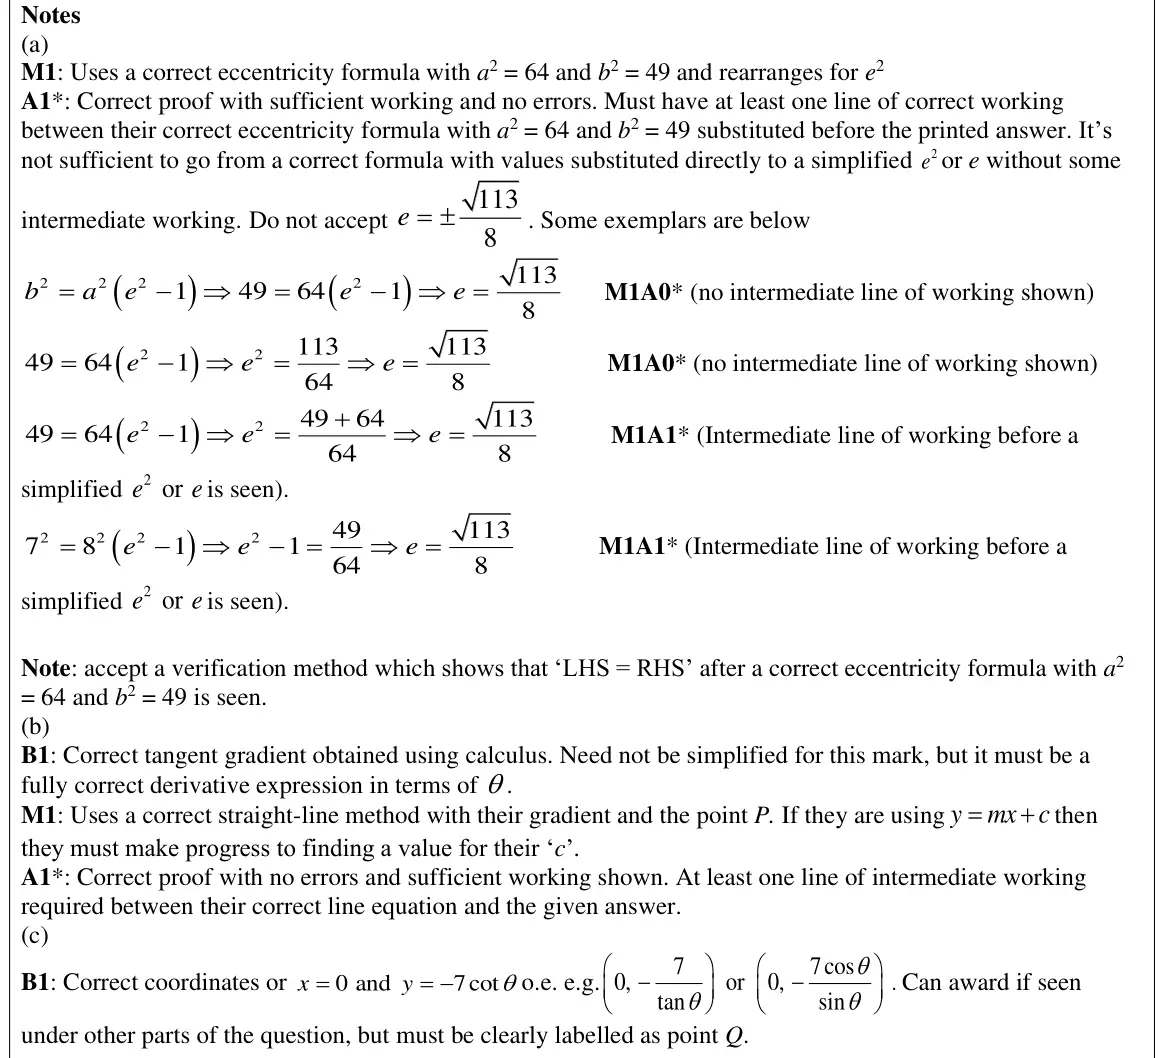 Notes
(a)
M1: Uses a correct eccentricity formula with a² = 64 and b² = 49 and rearranges for e²
A1*: Correct proof with sufficient working and no errors. Must have at least one line of correct working
between their correct eccentricity formula with a² = 64 and b² = 49 substituted before the printed answer. It's
not sufficient to go from a correct formula with values substituted directly to a simplified e² or e without some
intermediate working. Do not accept e = ±√113/8 . Some exemplars are below
b² = a²(e² − 1) ⇒ 49 = 64(e² − 1) ⇒ e = √113/8 M1A0* (no intermediate line of working shown)
49 = 64(e² − 1) ⇒ e² = 113/64 ⇒ e = √113/8 M1A0* (no intermediate line of working shown)
49 = 64(e² − 1) ⇒ e² = (49 + 64)/64 ⇒ e = √113/8 M1A1* (Intermediate line of working before a
simplified e² or e is seen).
7² = 8²(e² − 1) ⇒ e² − 1 = 49/64 ⇒ e = √113/8 M1A1* (Intermediate line of working before a
simplified e² or e is seen).
Note: accept a verification method which shows that ‘LHS = RHS’ after a correct eccentricity formula with a²
= 64 and b² = 49 is seen.
(b)
B1: Correct tangent gradient obtained using calculus. Need not be simplified for this mark, but it must be a
fully correct derivative expression in terms of θ.
M1: Uses a correct straight-line method with their gradient and the point P. If they are using y = mx + c then
they must make progress to finding a value for their ‘c’.
A1*: Correct proof with no errors and sufficient working shown. At least one line of intermediate working
required between their correct line equation and the given answer.
(c)
B1: Correct coordinates or x = 0 and y = −7cot θ o.e. e.g. (0, −7/tan θ) or (0, −7cos θ/sin θ) . Can award if seen
under other parts of the question, but must be clearly labelled as point Q.